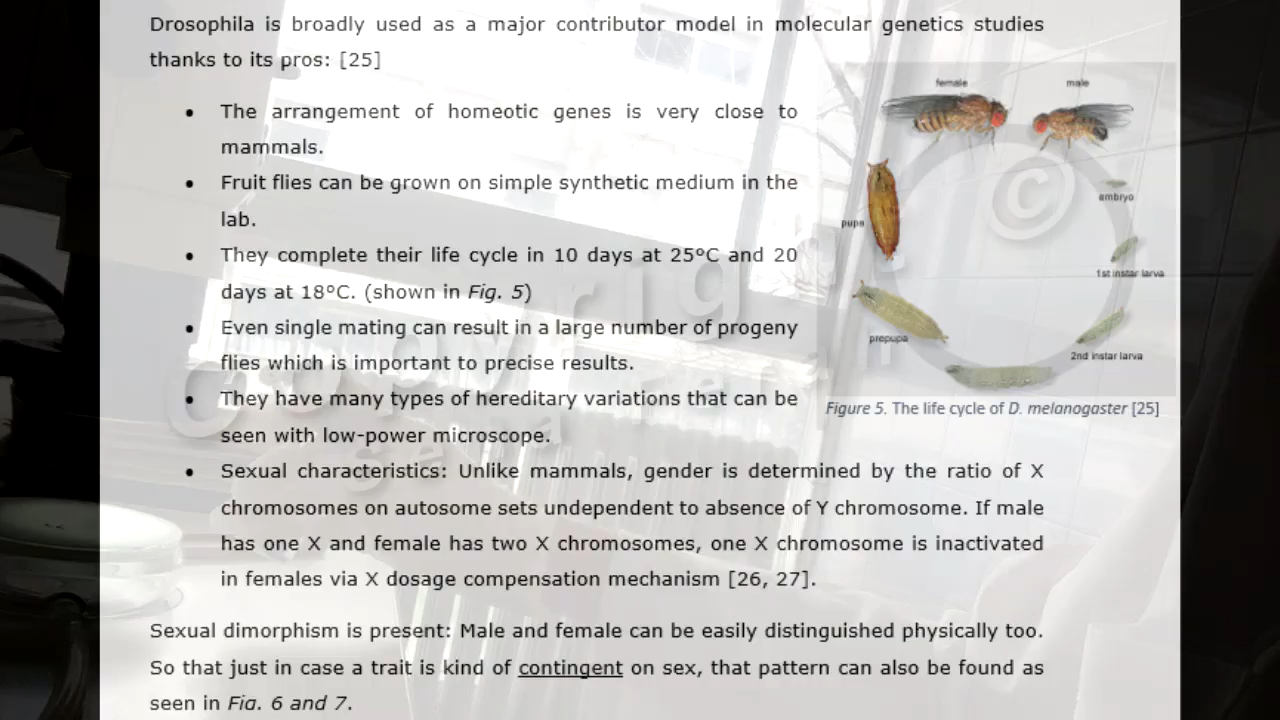 Drosophila is broadly used as a major contributor model in molecular genetics studies
thanks to its pros: [25]
The arrangement of homeotic genes is very close to
mammals.
Fruit flies can be grown on simple synthetic medium in the
lab.
They complete their life cycle in 10 days at 25°C and 20
days at 18°C. (shown in Fig. 5)
Even single mating can result in a large number of progeny
flies which is important to precise results.
They have many types of hereditary variations that can be
seen with low-power microscope.
Sexual characteristics: Unlike mammals, gender is determined by the ratio of X
chromosomes on autosome sets undependent to absence of Y chromosome. If male
has one X and female has two X chromosomes, one X chromosome is inactivated
in females via X dosage compensation mechanism [26, 27].
Sexual dimorphism is present: Male and female can be easily distinguished physically too.
So that just in case a trait is kind of contingent on sex, that pattern can also be found as
seen in Fig. 6 and 7.
female
male
embryo
pupa
1st instar larva
prepupa
2nd instar larva
Figure 5. The life cycle of D. melanogaster [25]
©